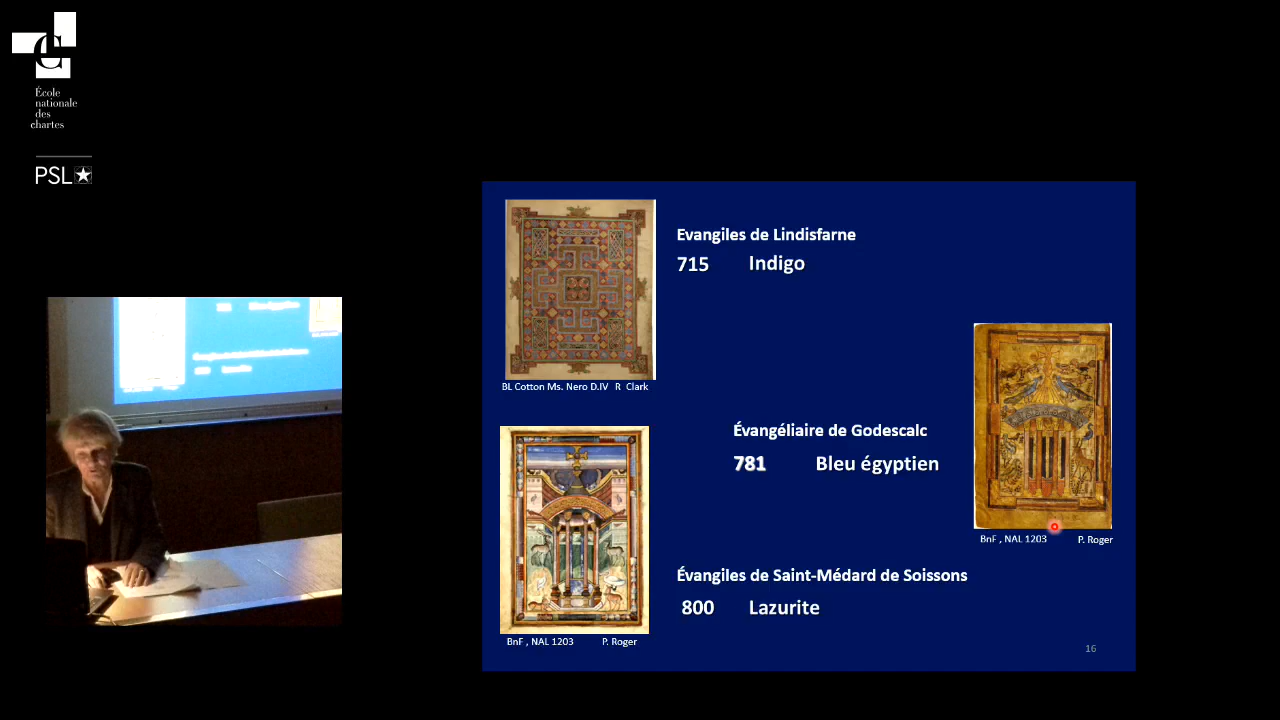 École
nationale
des
chartes
PSL
Evangiles de Lindisfarne
715 Indigo
BL Cotton Ms. Nero D.IV R Clark
Évangéliaire de Godescalc
781 Bleu égyptien
BnF , NAL 1203 P. Roger
Évangiles de Saint-Médard de Soissons
800 Lazurite
BnF , NAL 1203 P. Roger
16